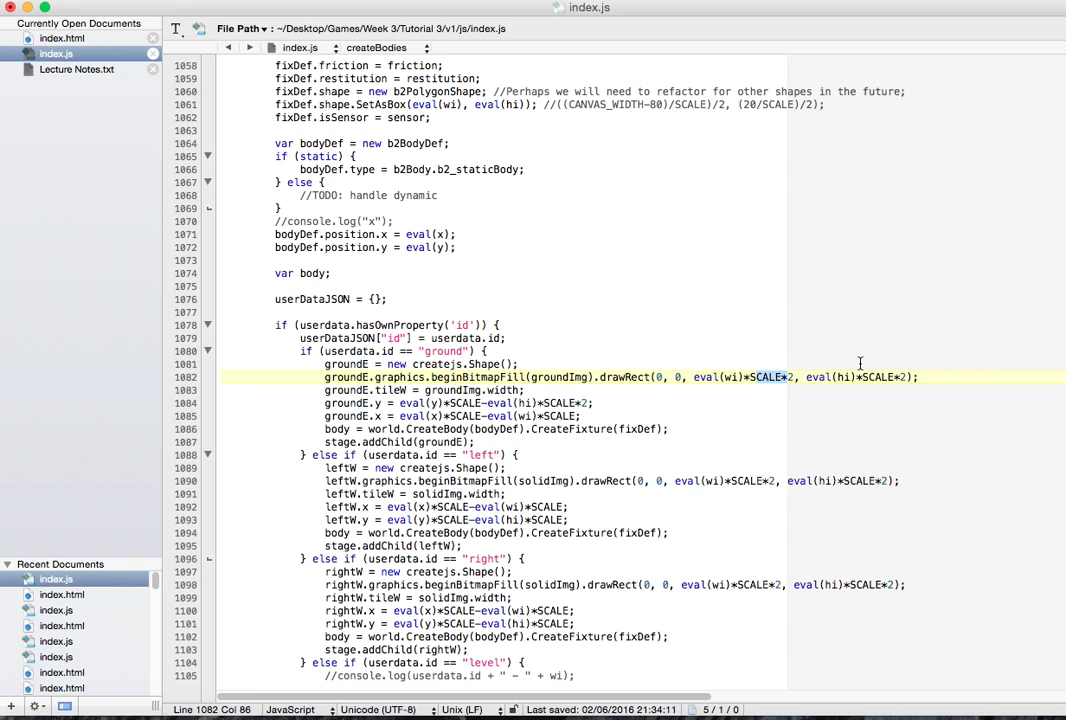 index.js
Currently Open Documents
index.html
index.js
Lecture Notes.txt
T File Path ▾ : ~/Desktop/Games/Week 3/Tutorial 3/v1/js/index.js
index.js createBodies
1058 fixDef.friction = friction;
1059 fixDef.restitution = restitution;
1060 fixDef.shape = new b2PolygonShape; //Perhaps we will need to refactor for other shapes in the future;
1061 fixDef.shape.SetAsBox(eval(wi), eval(hi)); //((CANVAS_WIDTH-80)/SCALE)/2, (20/SCALE)/2);
1062 fixDef.isSensor = sensor;
1063
1064 var bodyDef = new b2BodyDef;
1065 if (static) {
1066 bodyDef.type = b2Body.b2_staticBody;
1067 } else {
1068 //TODO: handle dynamic
1069 }
1070 //console.log("x");
1071 bodyDef.position.x = eval(x);
1072 bodyDef.position.y = eval(y);
1073
1074 var body;
1075
1076 userDataJSON = {};
1077
1078 if (userdata.hasOwnProperty('id')) {
1079 userDataJSON["id"] = userdata.id;
1080 if (userdata.id == "ground") {
1081 groundE = new createjs.Shape();
1082 groundE.graphics.beginBitmapFill(groundImg).drawRect(0, 0, eval(wi)*SCALE*2, eval(hi)*SCALE*2);
1083 groundE.tileW = groundImg.width;
1084 groundE.y = eval(y)*SCALE-eval(hi)*SCALE*2;
1085 groundE.x = eval(x)*SCALE-eval(wi)*SCALE;
1086 body = world.CreateBody(bodyDef).CreateFixture(fixDef);
1087 stage.addChild(groundE);
1088 } else if (userdata.id == "left") {
1089 leftW = new createjs.Shape();
1090 leftW.graphics.beginBitmapFill(solidImg).drawRect(0, 0, eval(wi)*SCALE*2, eval(hi)*SCALE*2);
1091 leftW.tileW = solidImg.width;
1092 leftW.x = eval(x)*SCALE-eval(wi)*SCALE;
1093 leftW.y = eval(y)*SCALE-eval(hi)*SCALE;
1094 body = world.CreateBody(bodyDef).CreateFixture(fixDef);
1095 stage.addChild(leftW);
1096 } else if (userdata.id == "right") {
1097 rightW = new createjs.Shape();
1098 rightW.graphics.beginBitmapFill(solidImg).drawRect(0, 0, eval(wi)*SCALE*2, eval(hi)*SCALE*2);
1099 rightW.tileW = solidImg.width;
1100 rightW.x = eval(x)*SCALE-eval(wi)*SCALE;
1101 rightW.y = eval(y)*SCALE-eval(hi)*SCALE;
1102 body = world.CreateBody(bodyDef).CreateFixture(fixDef);
1103 stage.addChild(rightW);
1104 } else if (userdata.id == "level") {
1105 //console.log(userdata.id + " - " + wi);
Recent Documents
index.js
index.html
index.js
index.html
index.js
index.js
index.html
index.html
Line 1082 Col 86 JavaScript Unicode (UTF-8) Unix (LF) Last saved: 02/06/2016 21:34:11 5 / 1 / 0